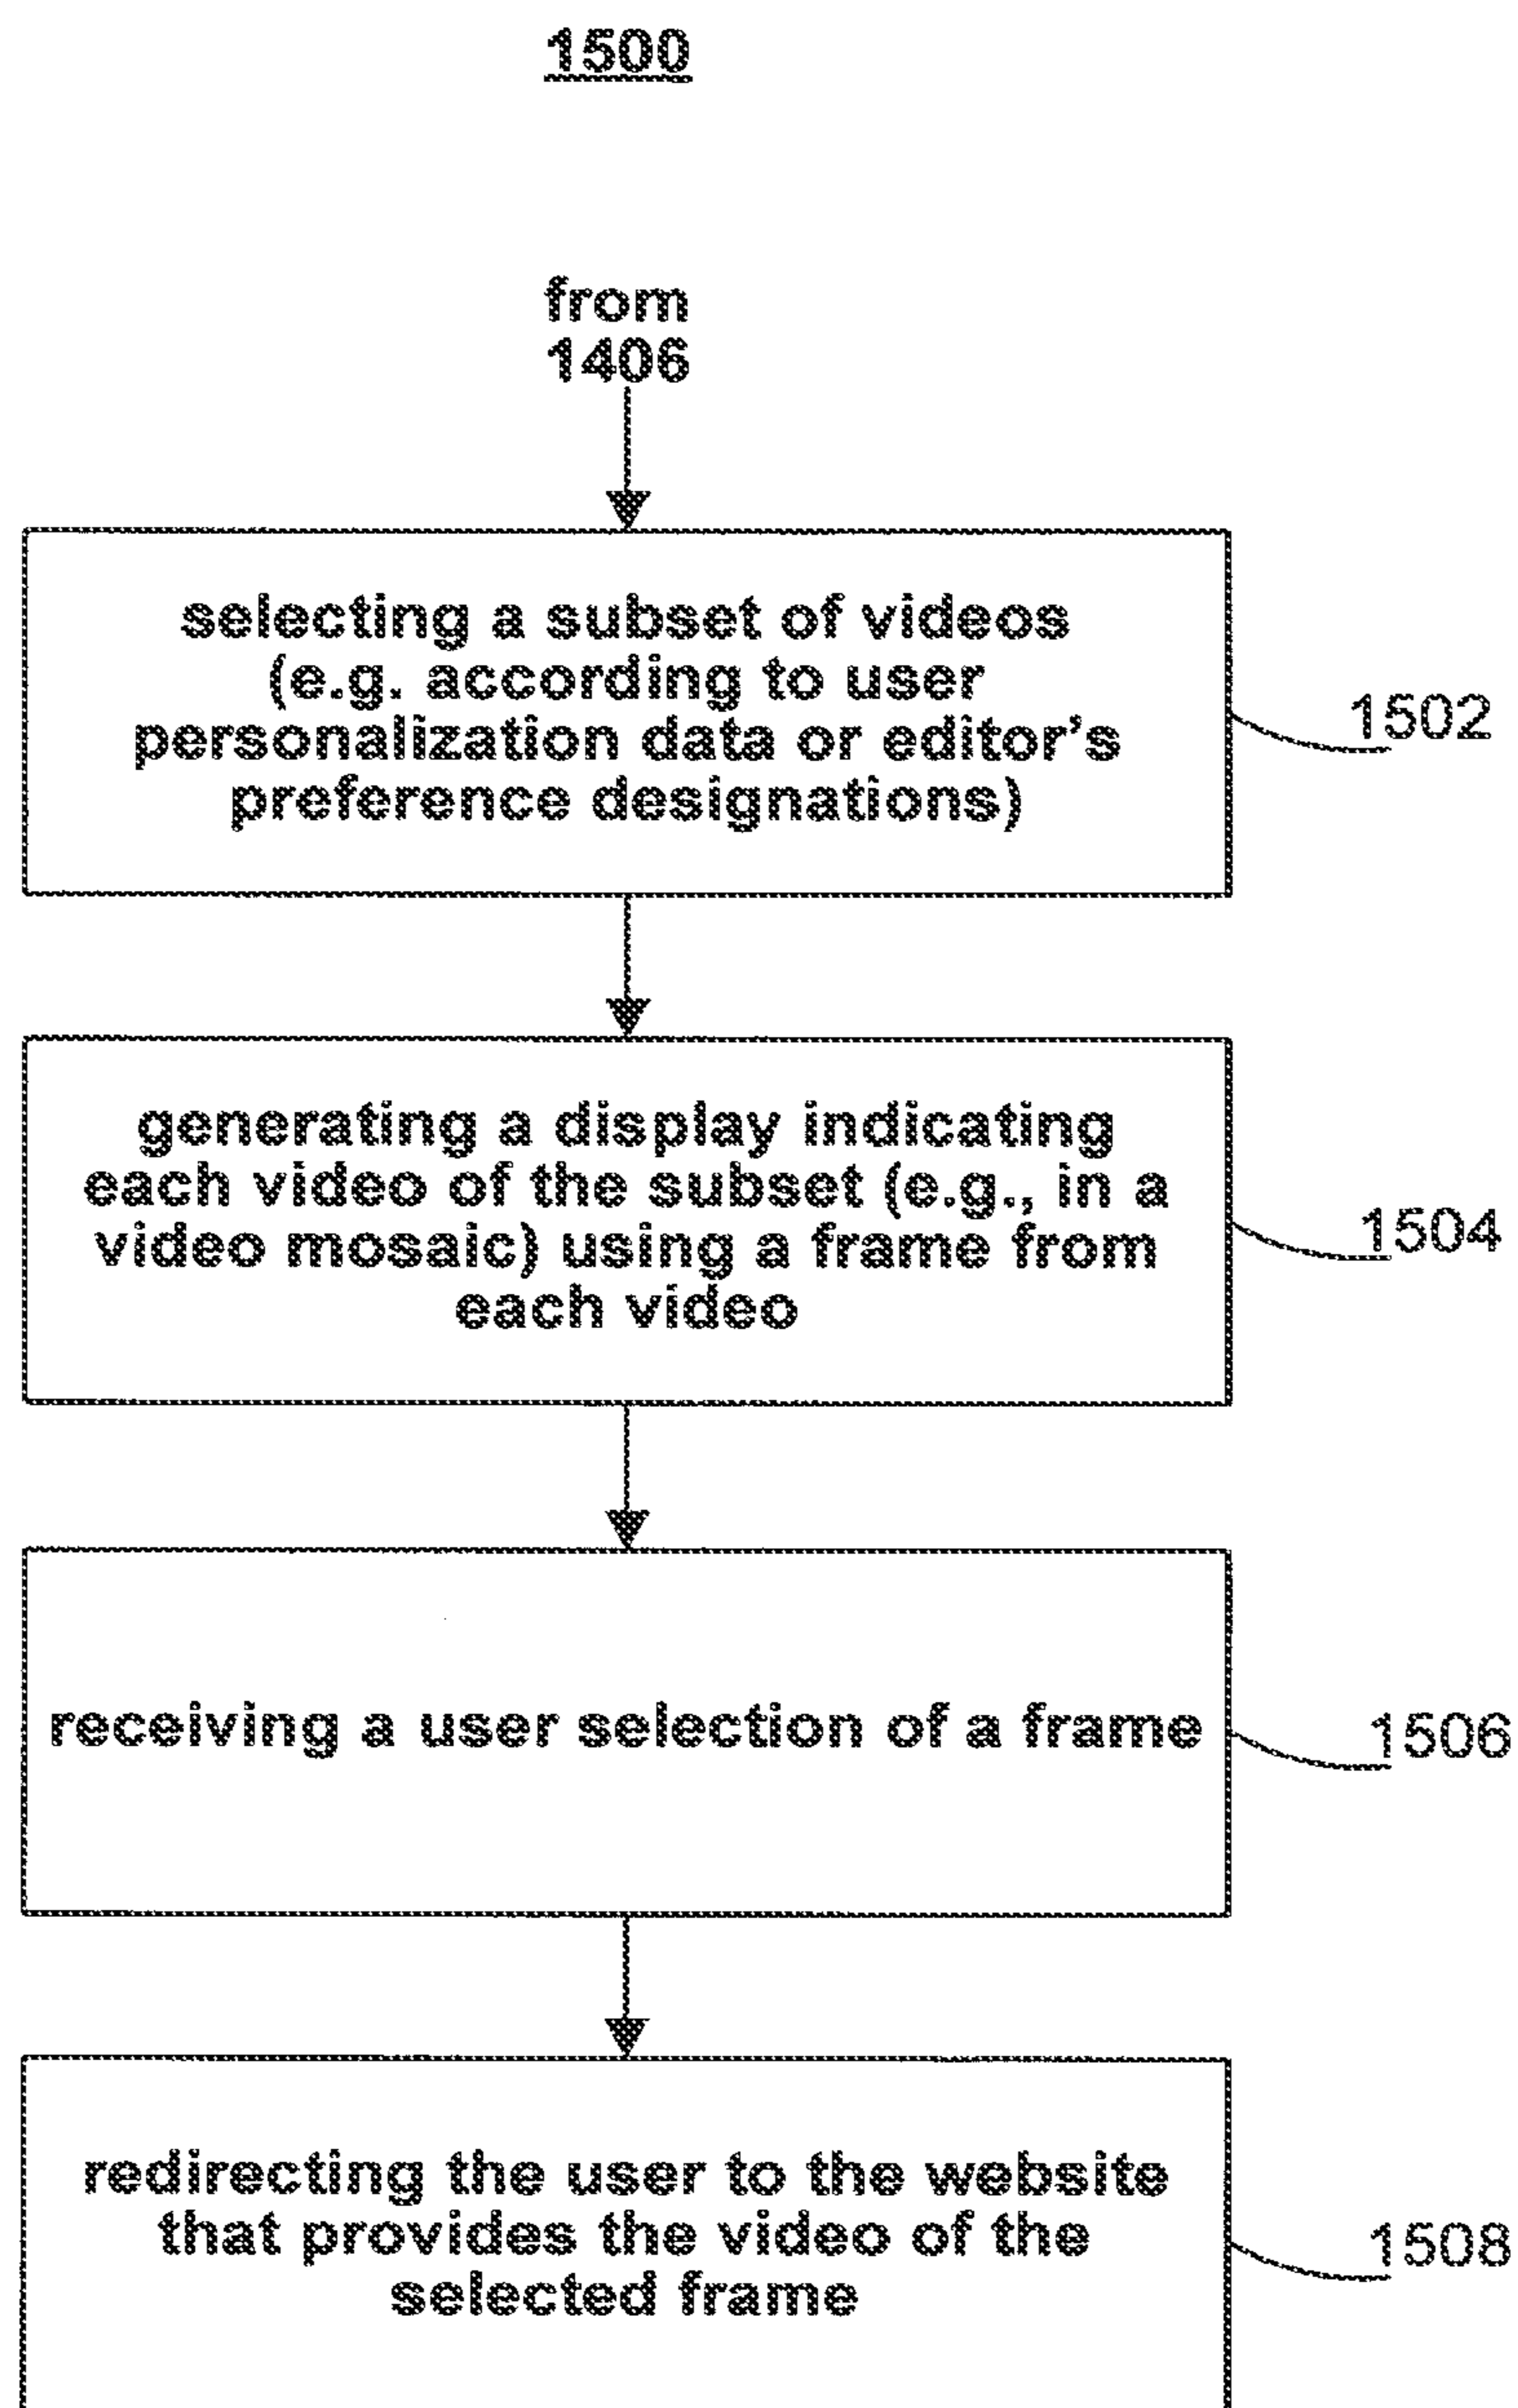 1500
from
1406
selecting a subset of videos
(e.g. according to user
personalization data or editor's
preference designations)
1502
generating a display indicating
each video of the subset (e.g., in a
video mosaic) using a frame from
each video
1504
receiving a user selection of a frame
1506
redirecting the user to the website
that provides the video of the
selected frame
1508